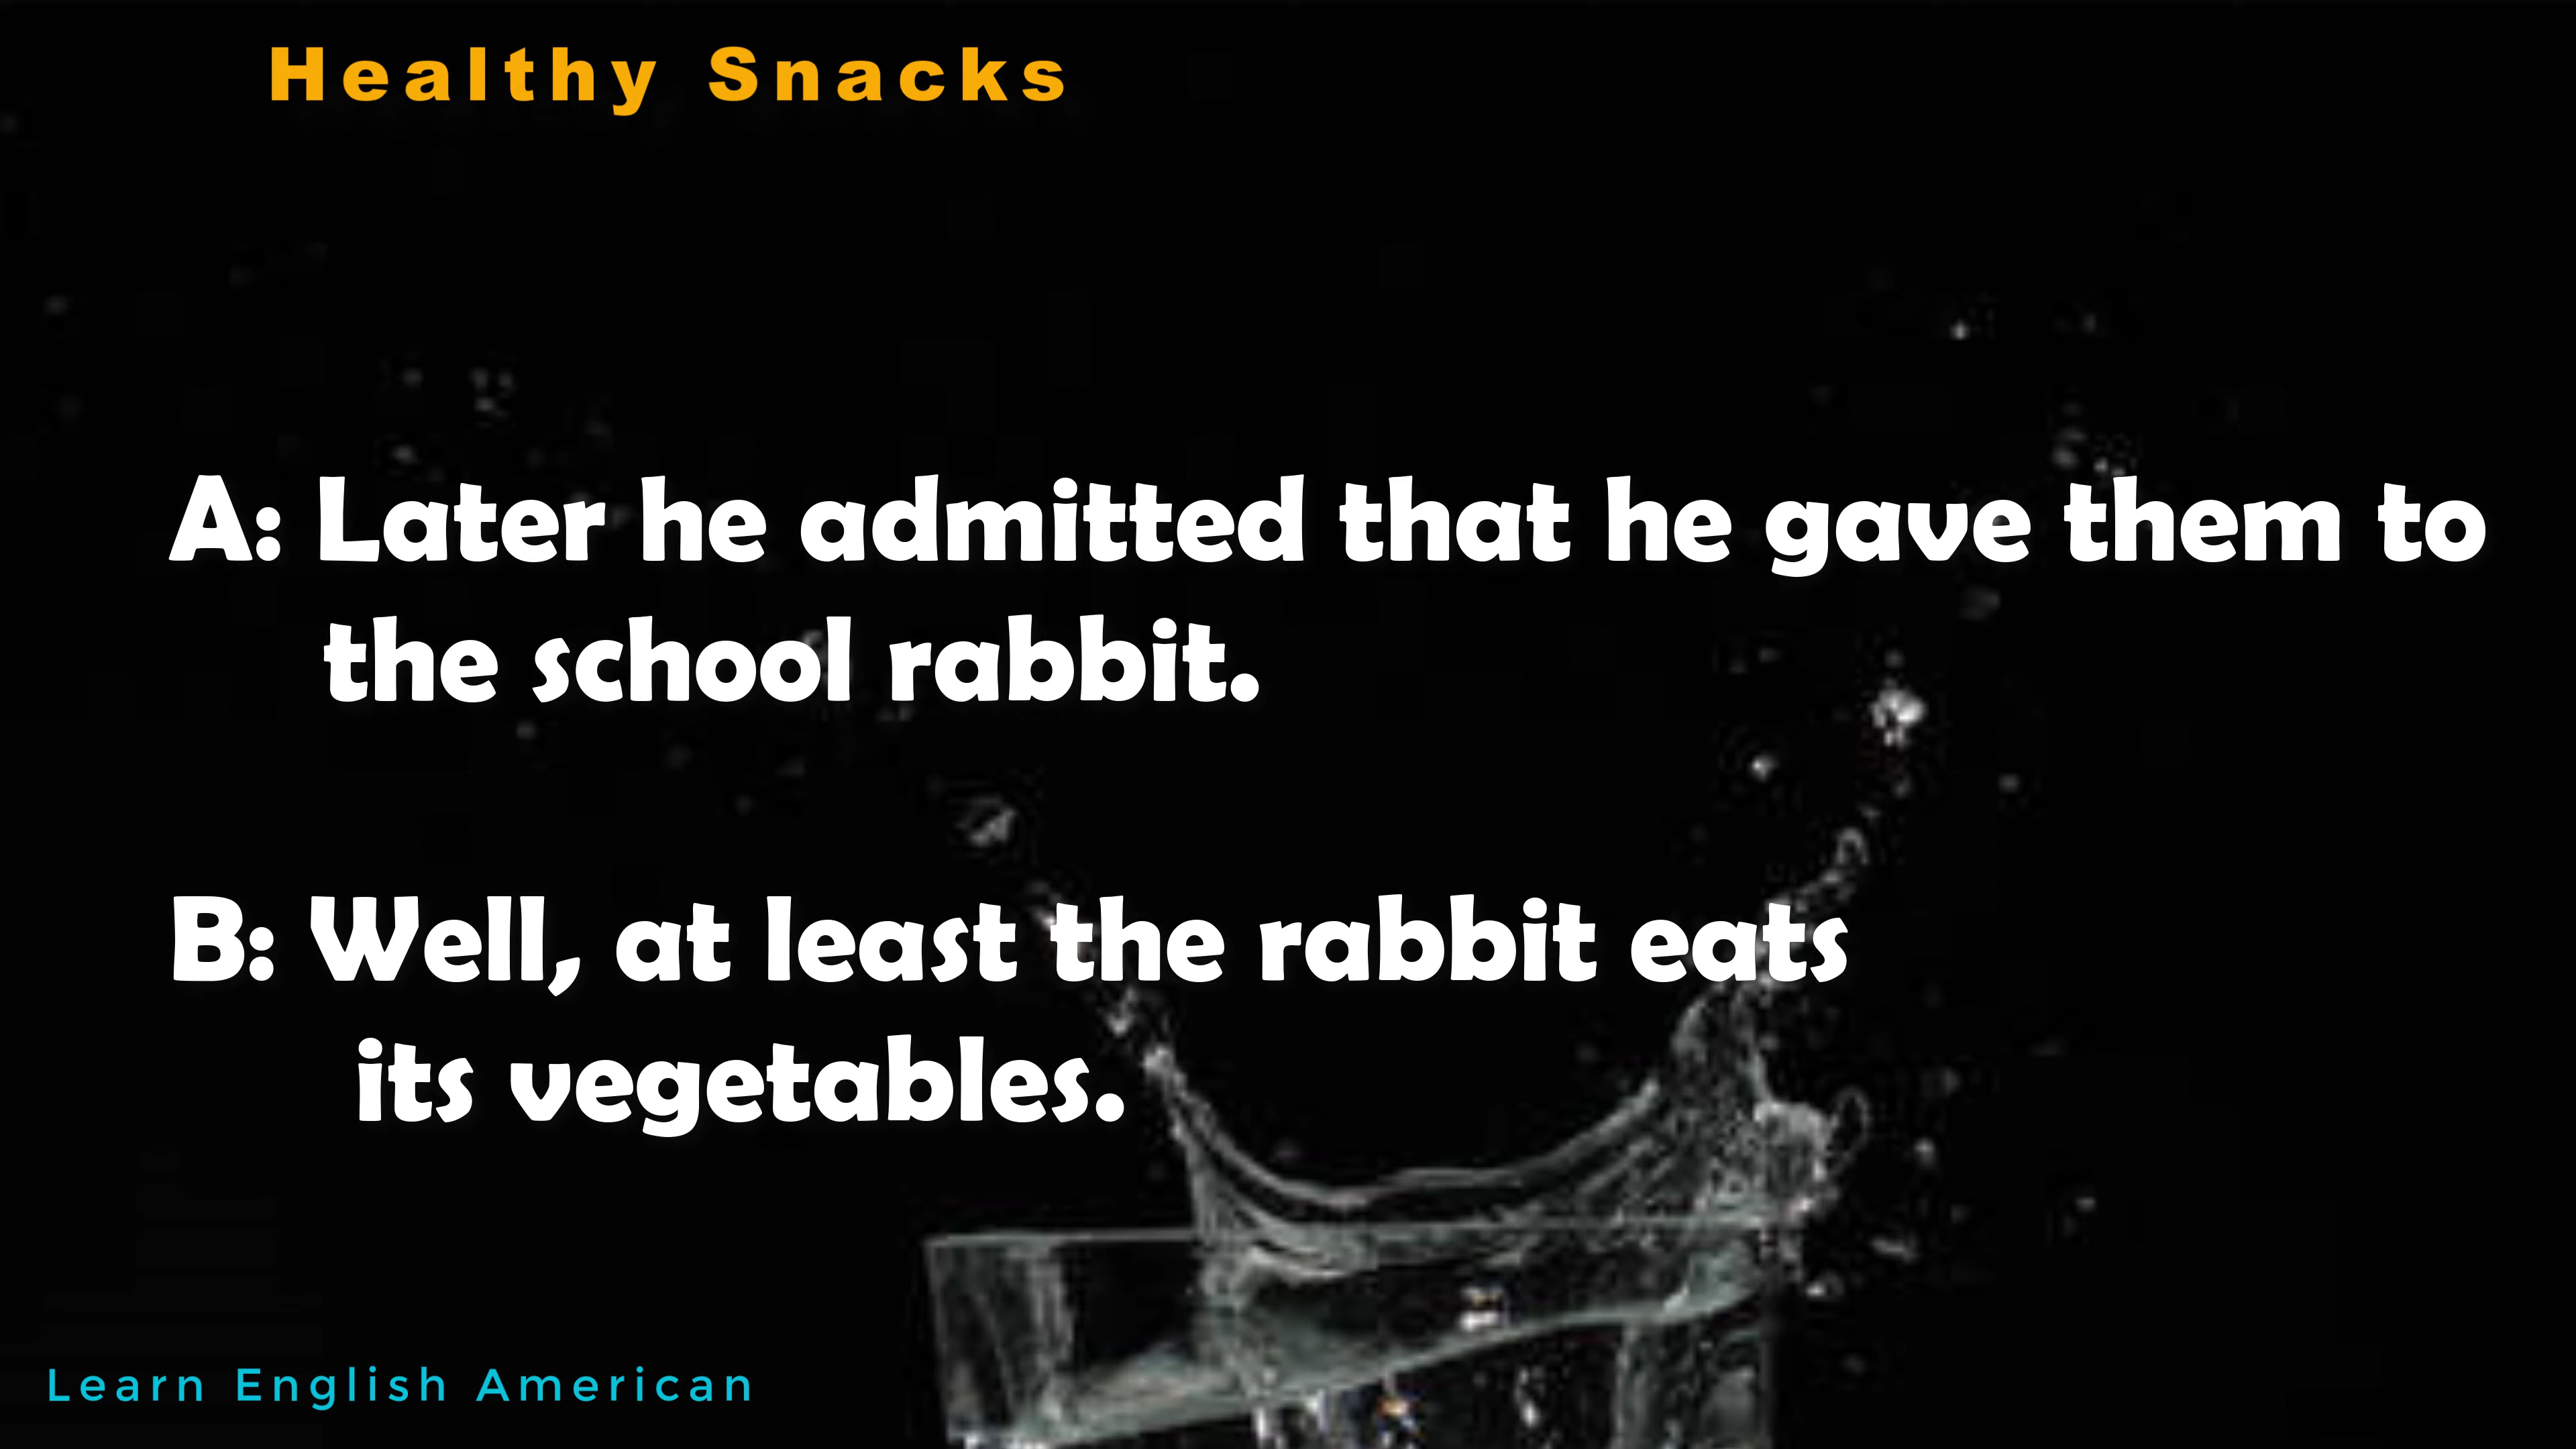 Healthy Snacks
A: Later he admitted that he gave them to
the school rabbit.
B: Well, at least the rabbit eats
its vegetables.
Learn English American